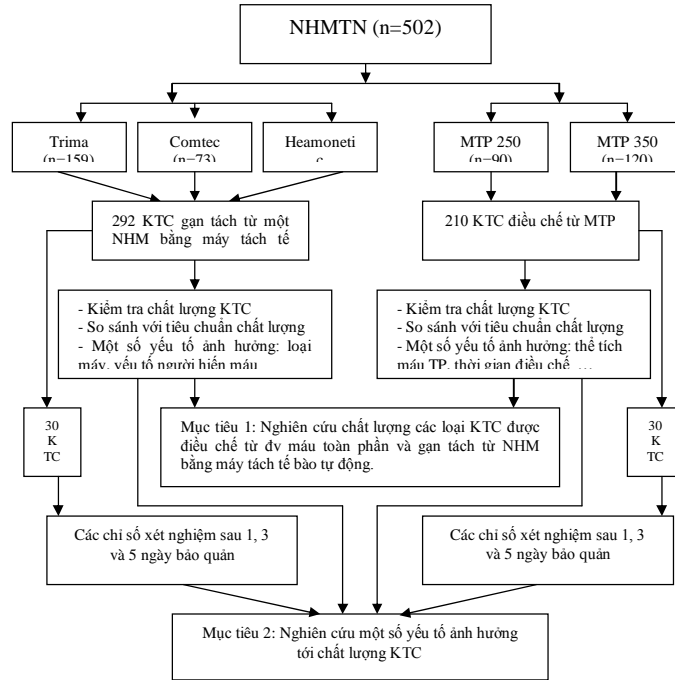 NHMTN (n=502)
Trima
(n=159)
Comtec
(n=73)
Heamoneti
c
MTP 250
(n=90)
MTP 350
(n=120)
292 KTC gạn tách từ một
NHM bằng máy tách tế
210 KTC điều chế từ MTP
- Kiểm tra chất lượng KTC
- So sánh với tiêu chuẩn chất lượng
- Một số yếu tố ảnh hưởng: loại
máy, yếu tố người hiến máu
- Kiểm tra chất lượng KTC
- So sánh với tiêu chuẩn chất lượng
- Một số yếu tố ảnh hưởng: thể tích
máu TP, thời gian điều chế ...
30
K
TC
Mục tiêu 1: Nghiên cứu chất lượng các loại KTC được
điều chế từ đv máu toàn phần và gạn tách từ NHM
bằng máy tách tế bào tự động.
30
K
TC
Các chỉ số xét nghiệm sau 1, 3
và 5 ngày bảo quản
Các chỉ số xét nghiệm sau 1, 3
và 5 ngày bảo quản
Mục tiêu 2: Nghiên cứu một số yếu tố ảnh hưởng
tới chất lượng KTC